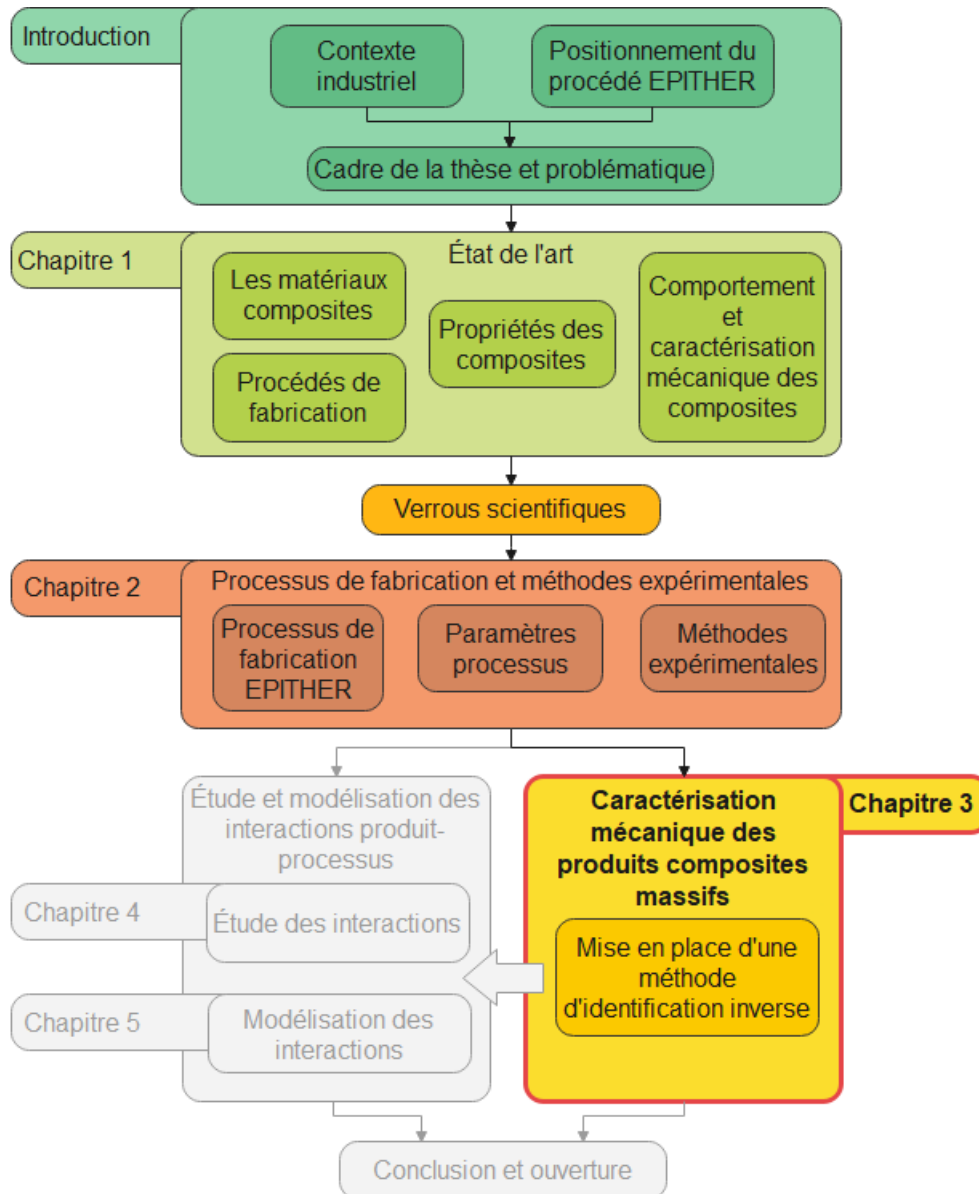 Introduction
Contexte
industriel
Positionnement du
procédé EPITHER
Cadre de la thèse et problématique
Chapitre 1
État de l'art
Les matériaux
composites
Procédés de
fabrication
Propriétés des
composites
Comportement
et
caractérisation
mécanique des
composites
Verrous scientifiques
Chapitre 2
Processus de fabrication et méthodes expérimentales
Processus de
fabrication
EPITHER
Paramètres
processus
Méthodes
expérimentales
Étude et modélisation des
interactions produit-
processus
Chapitre 4
Étude des interactions
Chapitre 5
Modélisation des
interactions
Caractérisation
mécanique des
produits composites
massifs
Chapitre 3
Mise en place d'une
méthode
d'identification inverse
Conclusion et ouverture